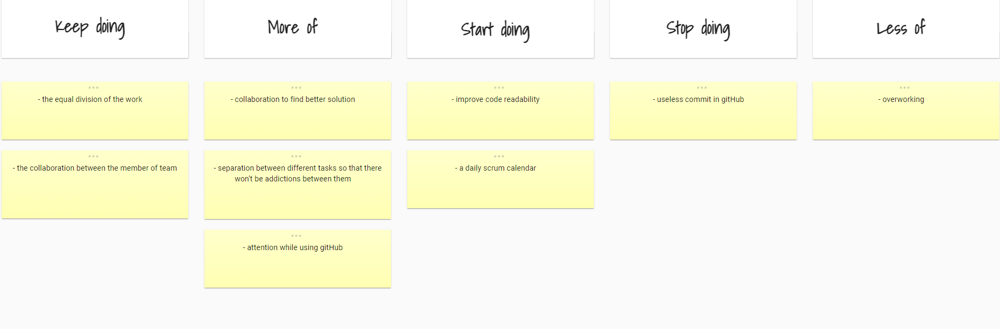 Keep doing
More of
Start doing
Stop doing
Less of
- the equal division of the work
- collaboration to find better solution
- improve code readability
- useless commit in gitHub
- overworking
- the collaboration between the member of team
- separation between different tasks so that there
won't be addictions between them
- a daily scrum calendar
- attention while using gitHub